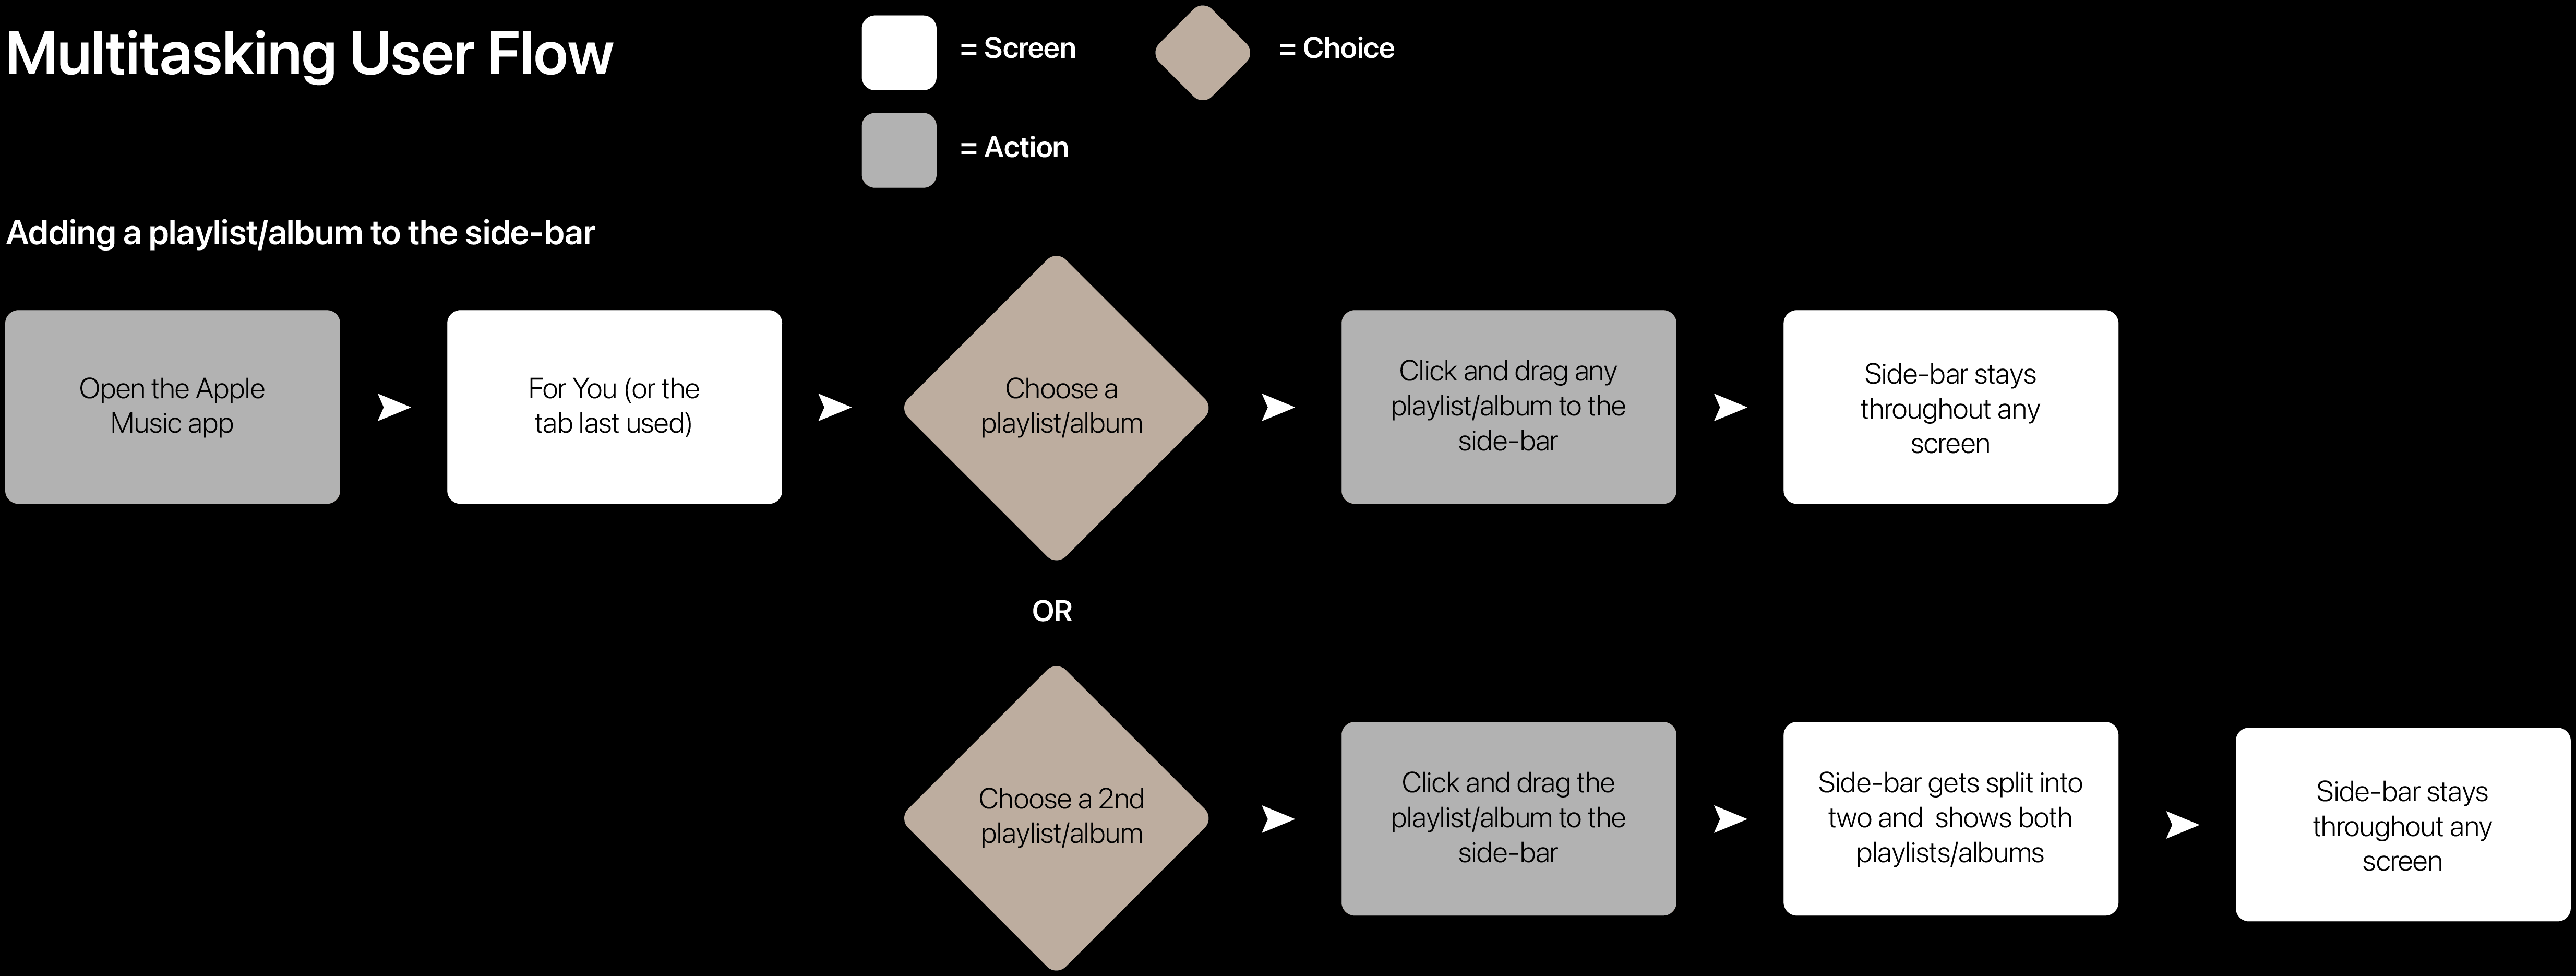 Multitasking User Flow
= Screen
= Choice
= Action
Adding a playlist/album to the side-bar
Open the Apple
Music app
For You (or the
tab last used)
Choose a
playlist/album
Click and drag any
playlist/album to the
side-bar
Side-bar stays
throughout any
screen
OR
Choose a 2nd
playlist/album
Click and drag the
playlist/album to the
side-bar
Side-bar gets split into
two and  shows both
playlists/albums
Side-bar stays
throughout any
screen